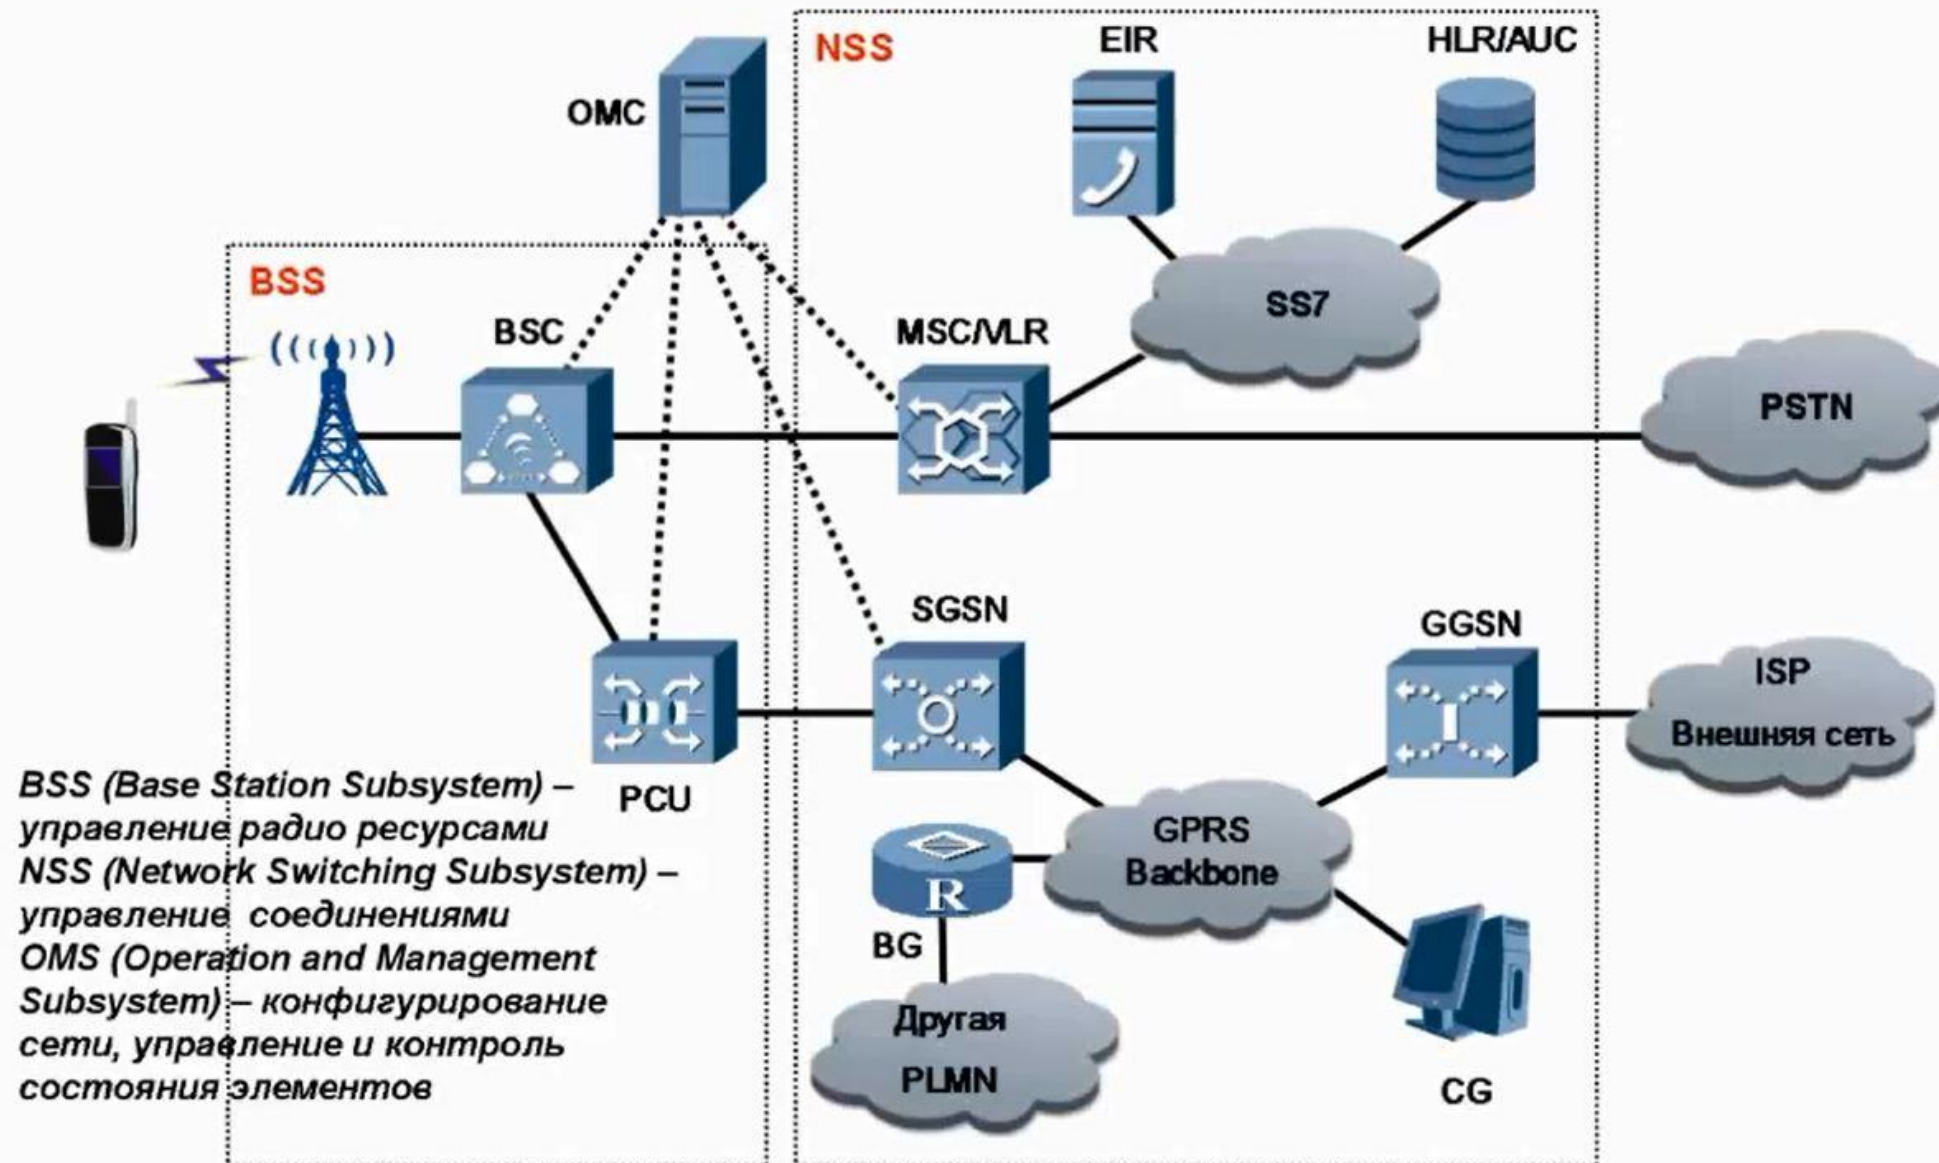 NSS
EIR
HLR/AUC
OMC
BSS
BSC
MSC/VLR
SS7
PSTN
SGSN
GGSN
ISP
Внешняя сеть
PCU
GPRS
Backbone
R
BG
Другая
PLMN
CG
BSS (Base Station Subsystem) –
управление радио ресурсами
NSS (Network Switching Subsystem) –
управление соединениями
OMS (Operation and Management
Subsystem) – конфигурирование
сети, управление и контроль
состояния элементов